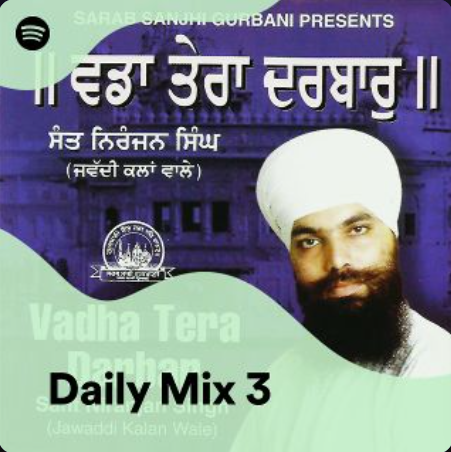 SARAB SANJHI GURBANI PRESENTS
॥ ਵਡਾ ਤੇਰਾ ਦਰਬਾਰੁ ॥
ਸੰਤ ਨਿਰੰਜਨ ਸਿੰਘ
(ਜਵੱਦੀ ਕਲਾਂ ਵਾਲੇ)
Vadha Tera
Darbar
Daily Mix 3
Sant Niranjan Singh
(Jawaddi Kalan Wale)